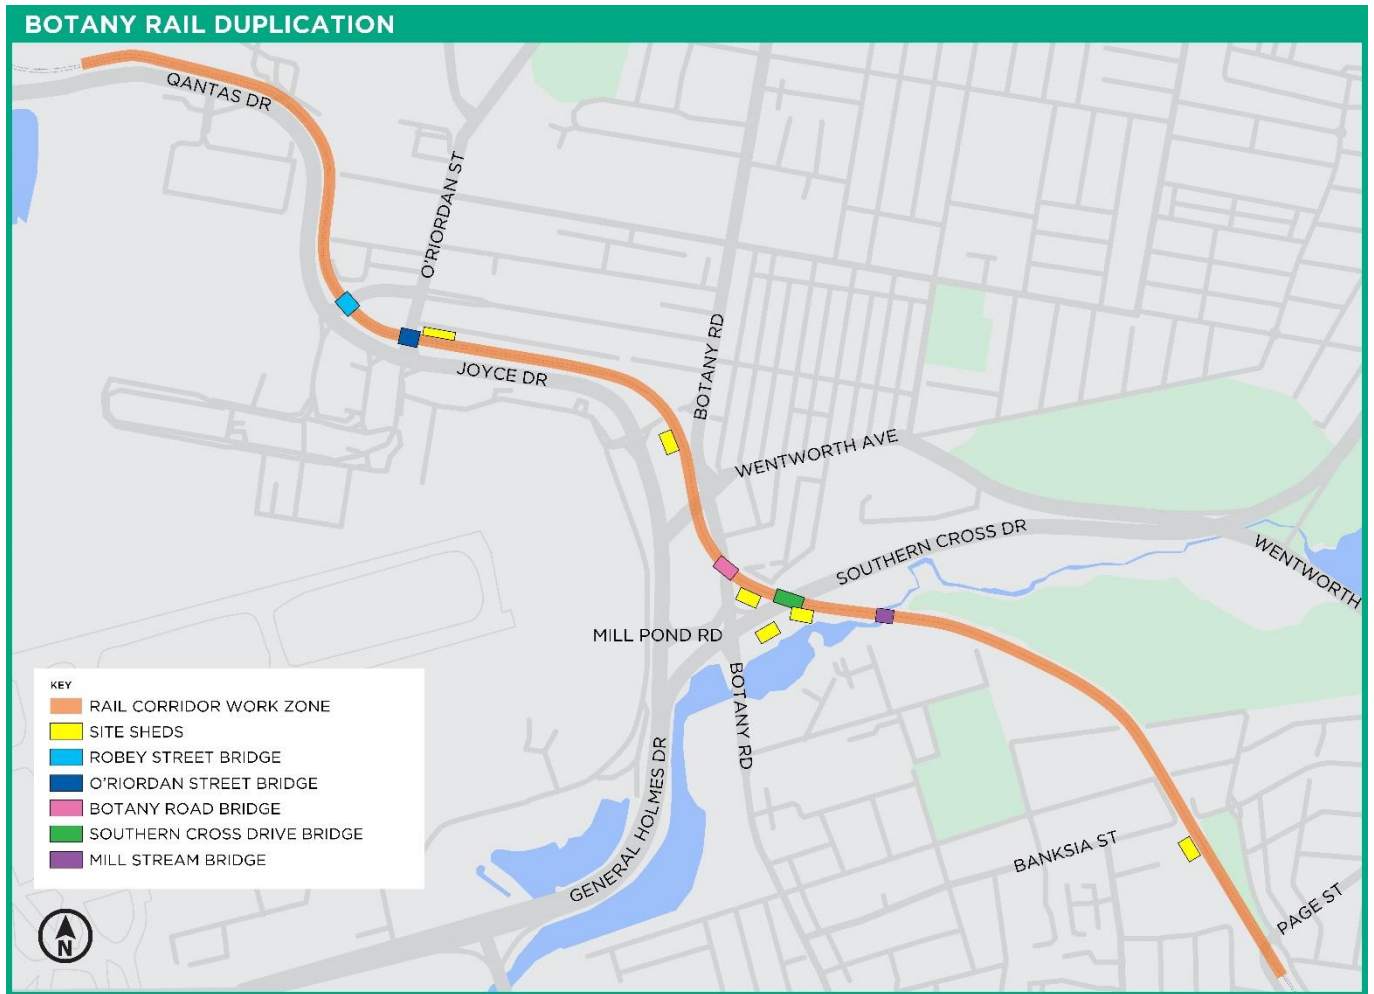 BOTANY RAIL DUPLICATION
QANTAS DR
O'RIORDAN ST
JOYCE DR
BOTANY RD
WENTWORTH AVE
SOUTHERN CROSS DR
WENTWORTH
MILL POND RD
BOTANY RD
GENERAL HOLMES DR
BANKSIA ST
PAGE ST
KEY
RAIL CORRIDOR WORK ZONE
SITE SHEDS
ROBEY STREET BRIDGE
O'RIORDAN STREET BRIDGE
BOTANY ROAD BRIDGE
SOUTHERN CROSS DRIVE BRIDGE
MILL STREAM BRIDGE
N